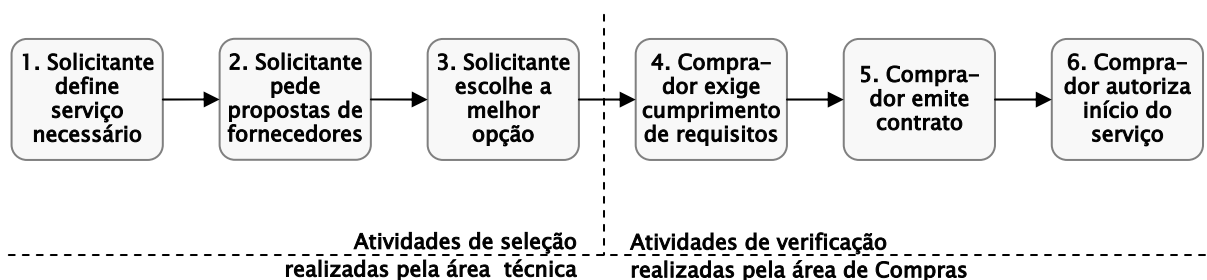 1. Solicitante
define
serviço
necessário
2. Solicitante
pede
propostas de
fornecedores
3. Solicitante
escolhe a
melhor
opção
4. Compra-
dor exige
cumprimento
de requisitos
5. Compra-
dor emite
contrato
6. Compra-
dor autoriza
início do
serviço
Atividades de seleção
realizadas pela área técnica
Atividades de verificação
realizadas pela área de Compras